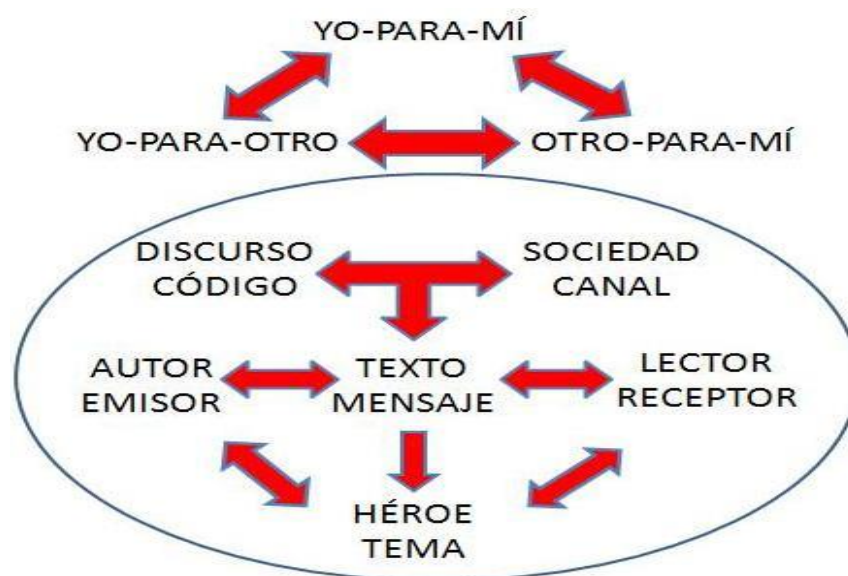 YO-PARA-MÍ
YO-PARA-OTRO
OTRO-PARA-MÍ
DISCURSO
CÓDIGO
SOCIEDAD
CANAL
AUTOR
EMISOR
TEXTO
MENSAJE
LECTOR
RECEPTOR
HÉROE
TEMA